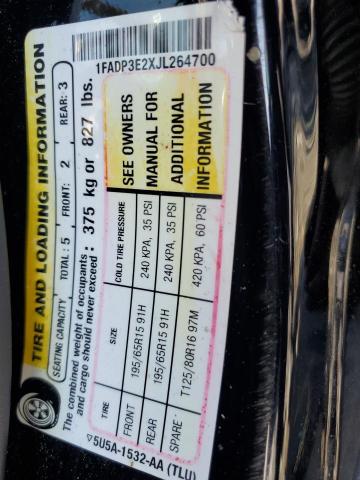 1FADP3E2XJL264700
TIRE AND LOADING INFORMATION
SEATING CAPACITY TOTAL: 5 FRONT: 2 REAR: 3
The combined weight of occupants and cargo should never exceed: 375 kg or 827 lbs.
TIRE SIZE COLD TIRE PRESSURE
FRONT 195/65R15 91H 240 KPA, 35 PSI
REAR 195/65R15 91H 240 KPA, 35 PSI
SPARE T125/80R16 97M 420 KPA, 60 PSI
SEE OWNERS
MANUAL FOR
ADDITIONAL
INFORMATION
5U5A-1532-AA (TLU)